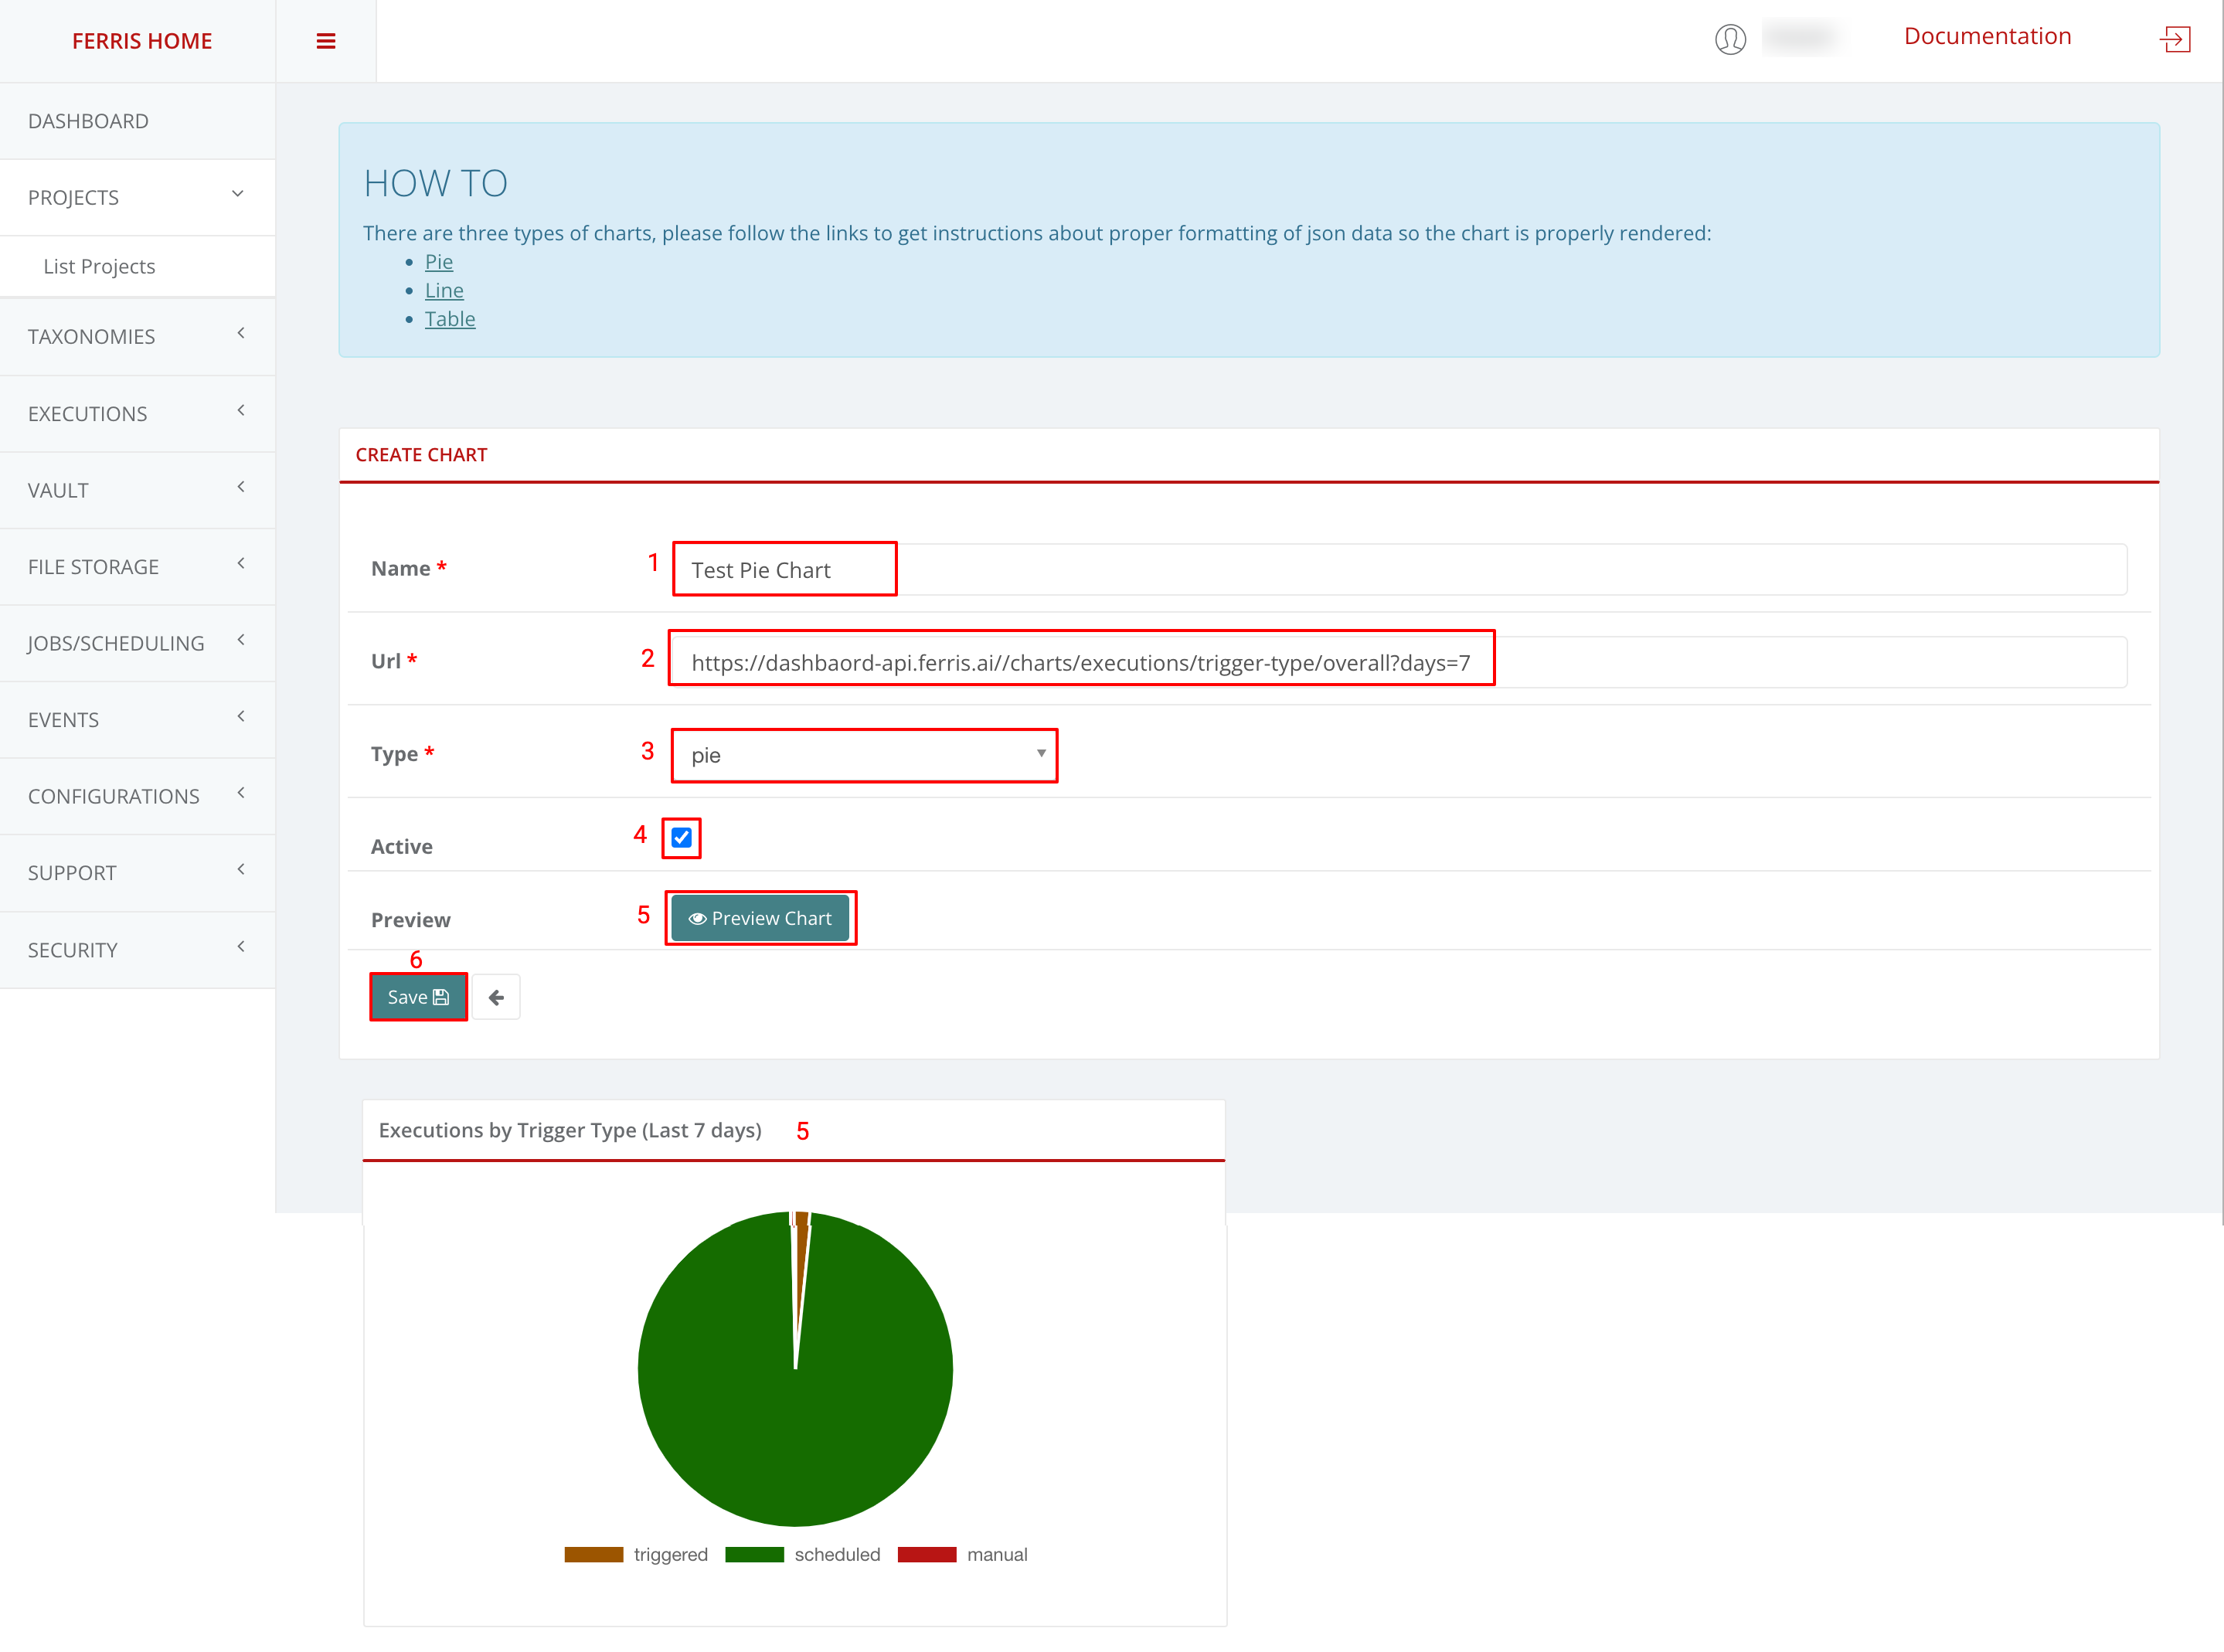 FERRIS HOME
Documentation
DASHBOARD
PROJECTS
List Projects
TAXONOMIES
EXECUTIONS
VAULT
FILE STORAGE
JOBS/SCHEDULING
EVENTS
CONFIGURATIONS
SUPPORT
SECURITY
HOW TO
There are three types of charts, please follow the links to get instructions about proper formatting of json data so the chart is properly rendered:
• Pie
• Line
• Table
CREATE CHART
Name * 1 Test Pie Chart
Url * 2 https://dashbaord-api.ferris.ai//charts/executions/trigger-type/overall?days=7
Type * 3 pie
Active 4
Preview 5 Preview Chart
6
Save
Executions by Trigger Type (Last 7 days) 5
triggered scheduled manual